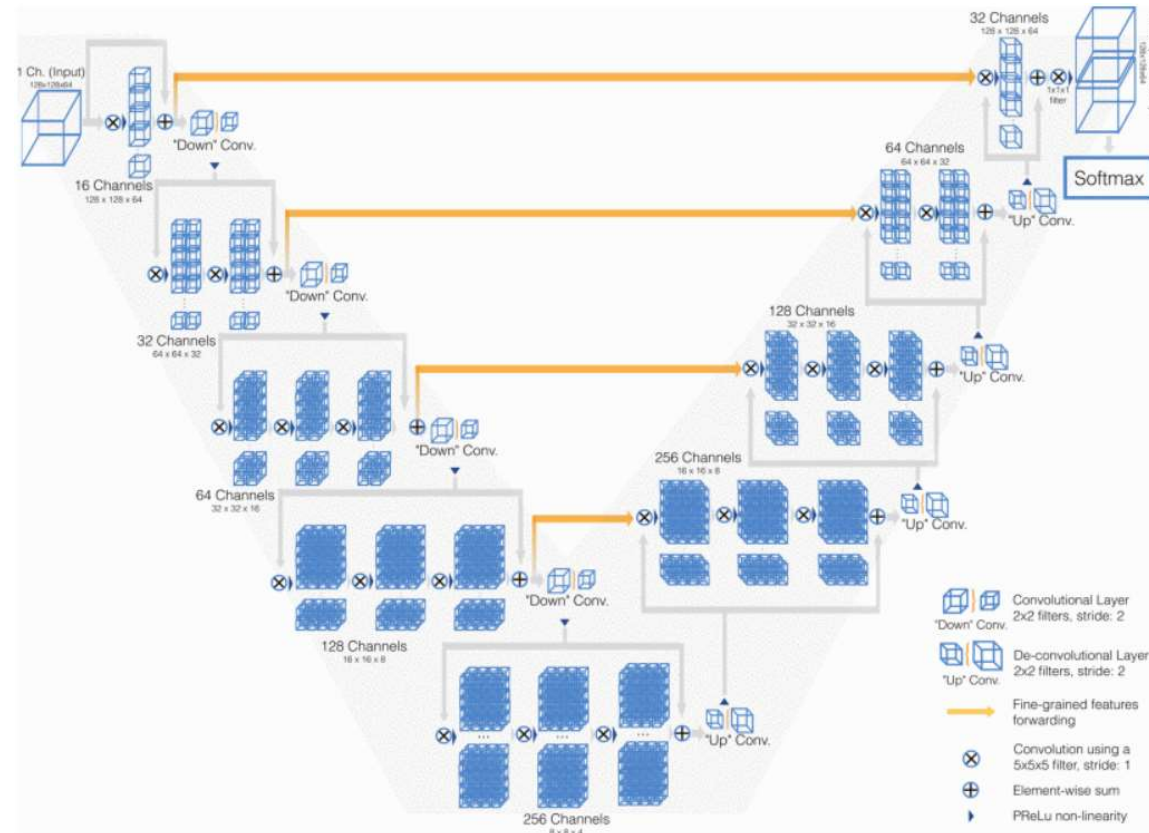 1 Ch. (Input)
128x128x64
"Down" Conv.
16 Channels
128 x 128 x 64
"Down" Conv.
32 Channels
64 x 64 x 32
"Down" Conv.
64 Channels
32 x 32 x 16
"Down" Conv.
128 Channels
16 x 16 x 8
...
...
...
256 Channels
8 x 8 x 4
"Up" Conv.
256 Channels
16 x 16 x 8
"Up" Conv.
128 Channels
32 x 32 x 16
"Up" Conv.
64 Channels
64 x 64 x 32
"Up" Conv.
32 Channels
128 x 128 x 64
1x1x1
filter
128x128x64
Softmax
"Down" Conv.
Convolutional Layer
2x2 filters, stride: 2
"Up" Conv.
De-convolutional Layer
2x2 filters, stride: 2
Fine-grained features
forwarding
Convolution using a
5x5x5 filter, stride: 1
Element-wise sum
PReLu non-linearity